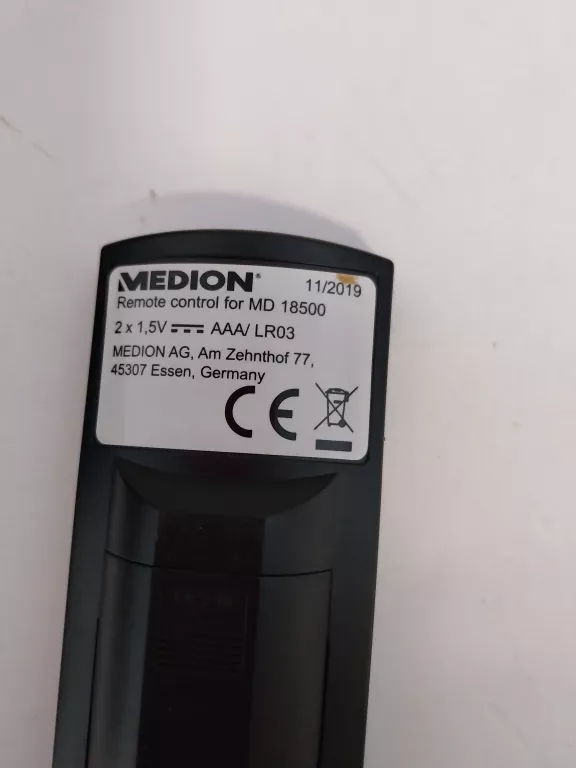 MEDION® 11/2019
Remote control for MD 18500
2 x 1,5V AAA/ LR03
MEDION AG, Am Zehnthof 77,
45307 Essen, Germany
CE